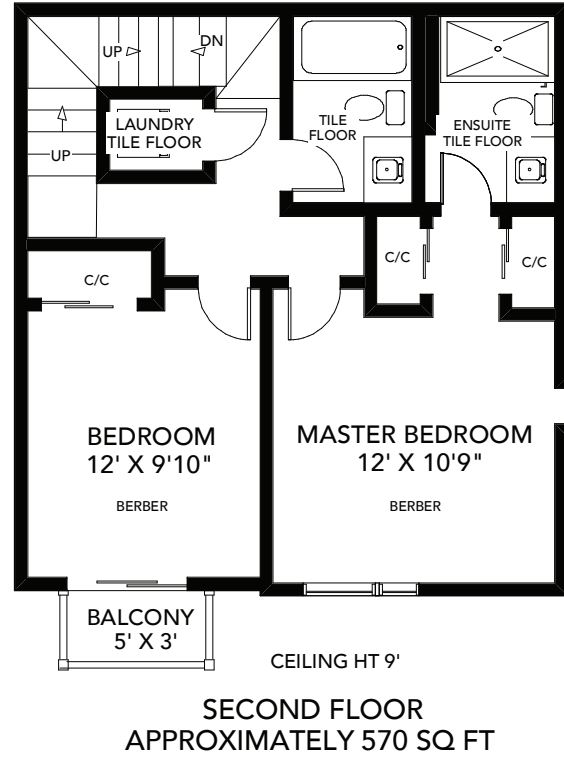 UP
DN
LAUNDRY
TILE FLOOR
UP
TILE
FLOOR
ENSUITE
TILE FLOOR
C/C
C/C
C/C
BEDROOM
12' X 9'10"
BERBER
MASTER BEDROOM
12' X 10'9"
BERBER
BALCONY
5' X 3'
CEILING HT 9'
SECOND FLOOR
APPROXIMATELY 570 SQ FT